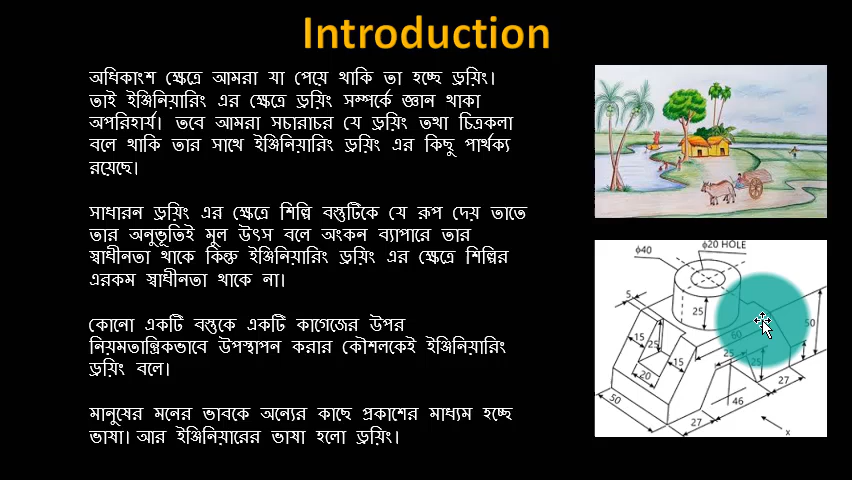 Introduction
অধিকাংশ ক্ষেত্রে আমরা যা পেয়ে থাকি তা হচ্ছে ড্রয়িং।
তাই ইঞ্জিনিয়ারিং এর ক্ষেত্রে ড্রয়িং সম্পর্কে জ্ঞান থাকা
অপরিহার্য। তবে আমরা সচারাচর যে ড্রয়িং তথা চিত্রকলা
বলে থাকি তার সাথে ইঞ্জিনিয়ারিং ড্রয়িং এর কিছু পার্থক্য
রয়েছে।
সাধারন ড্রয়িং এর ক্ষেত্রে শিল্পি বস্তুটিকে যে রূপ দেয় তাতে
তার অনুভূতিই মুল উৎস বলে অংকন ব্যাপারে তার
স্বাধীনতা থাকে কিন্তু ইঞ্জিনিয়ারিং ড্রয়িং এর ক্ষেত্রে শিল্পির
এরকম স্বাধীনতা থাকে না।
কোনো একটি বস্তুকে একটি কাগেজের উপর
নিয়মতান্ত্রিকভাবে উপস্থাপন করার কৌশলকেই ইঞ্জিনিয়ারিং
ড্রয়িং বলে।
মানুষের মনের ভাবকে অন্যের কাছে প্রকাশের মাধ্যম হচ্ছে
ভাষা। আর ইঞ্জিনিয়ারের ভাষা হলো ড্রয়িং।
ϕ40
ϕ20 HOLE
5
25
60
50
15
25
15
25
25
20
27
50
46
27
x